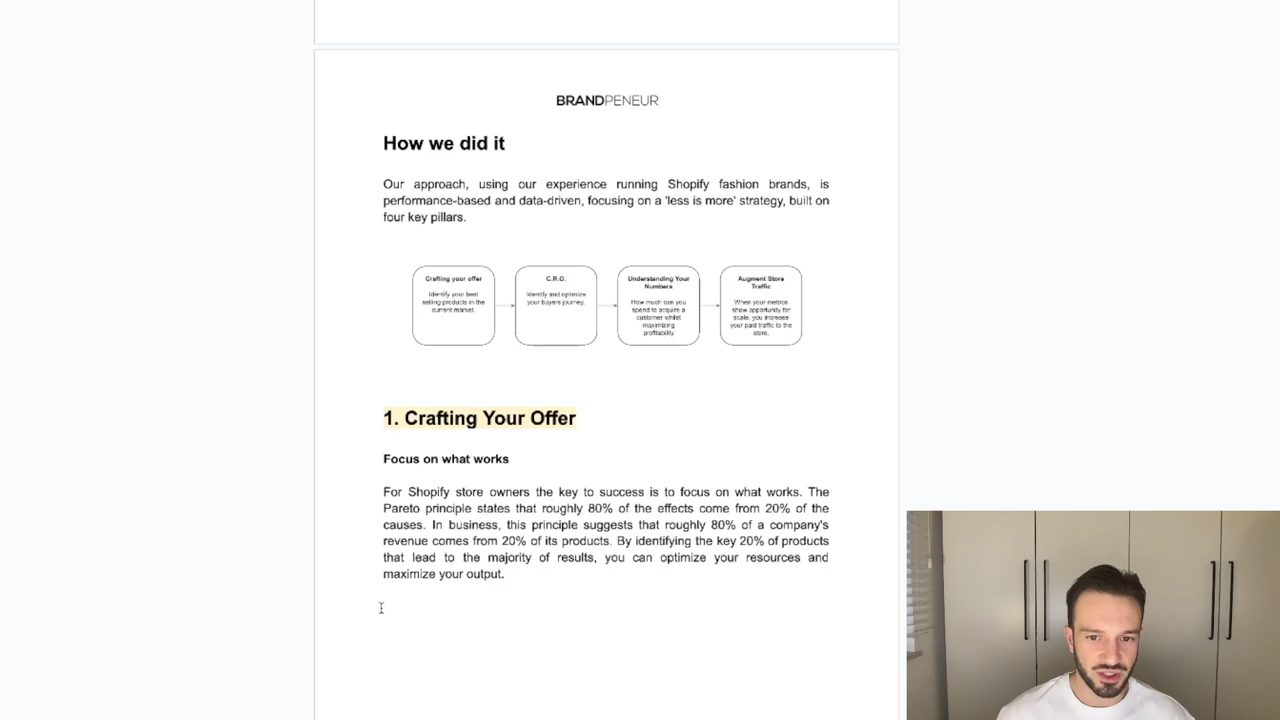 BRANDPENEUR
How we did it
Our approach, using our experience running Shopify fashion brands, is
performance-based and data-driven, focusing on a 'less is more' strategy, built on
four key pillars.
Crafting your offer
Identify your best
selling products in the
current market.
C.R.O.
Identify and optimize
your buyers journey.
Understanding Your
Numbers
How much can you
spend to acquire a
customer whilst
maximizing
profitability
Augment Store
Traffic
When your metrics
show opportunity for
scale, you increase
your paid traffic to the
store.
1. Crafting Your Offer
Focus on what works
For Shopify store owners the key to success is to focus on what works. The
Pareto principle states that roughly 80% of the effects come from 20% of the
causes. In business, this principle suggests that roughly 80% of a company's
revenue comes from 20% of its products. By identifying the key 20% of products
that lead to the majority of results, you can optimize your resources and
maximize your output.